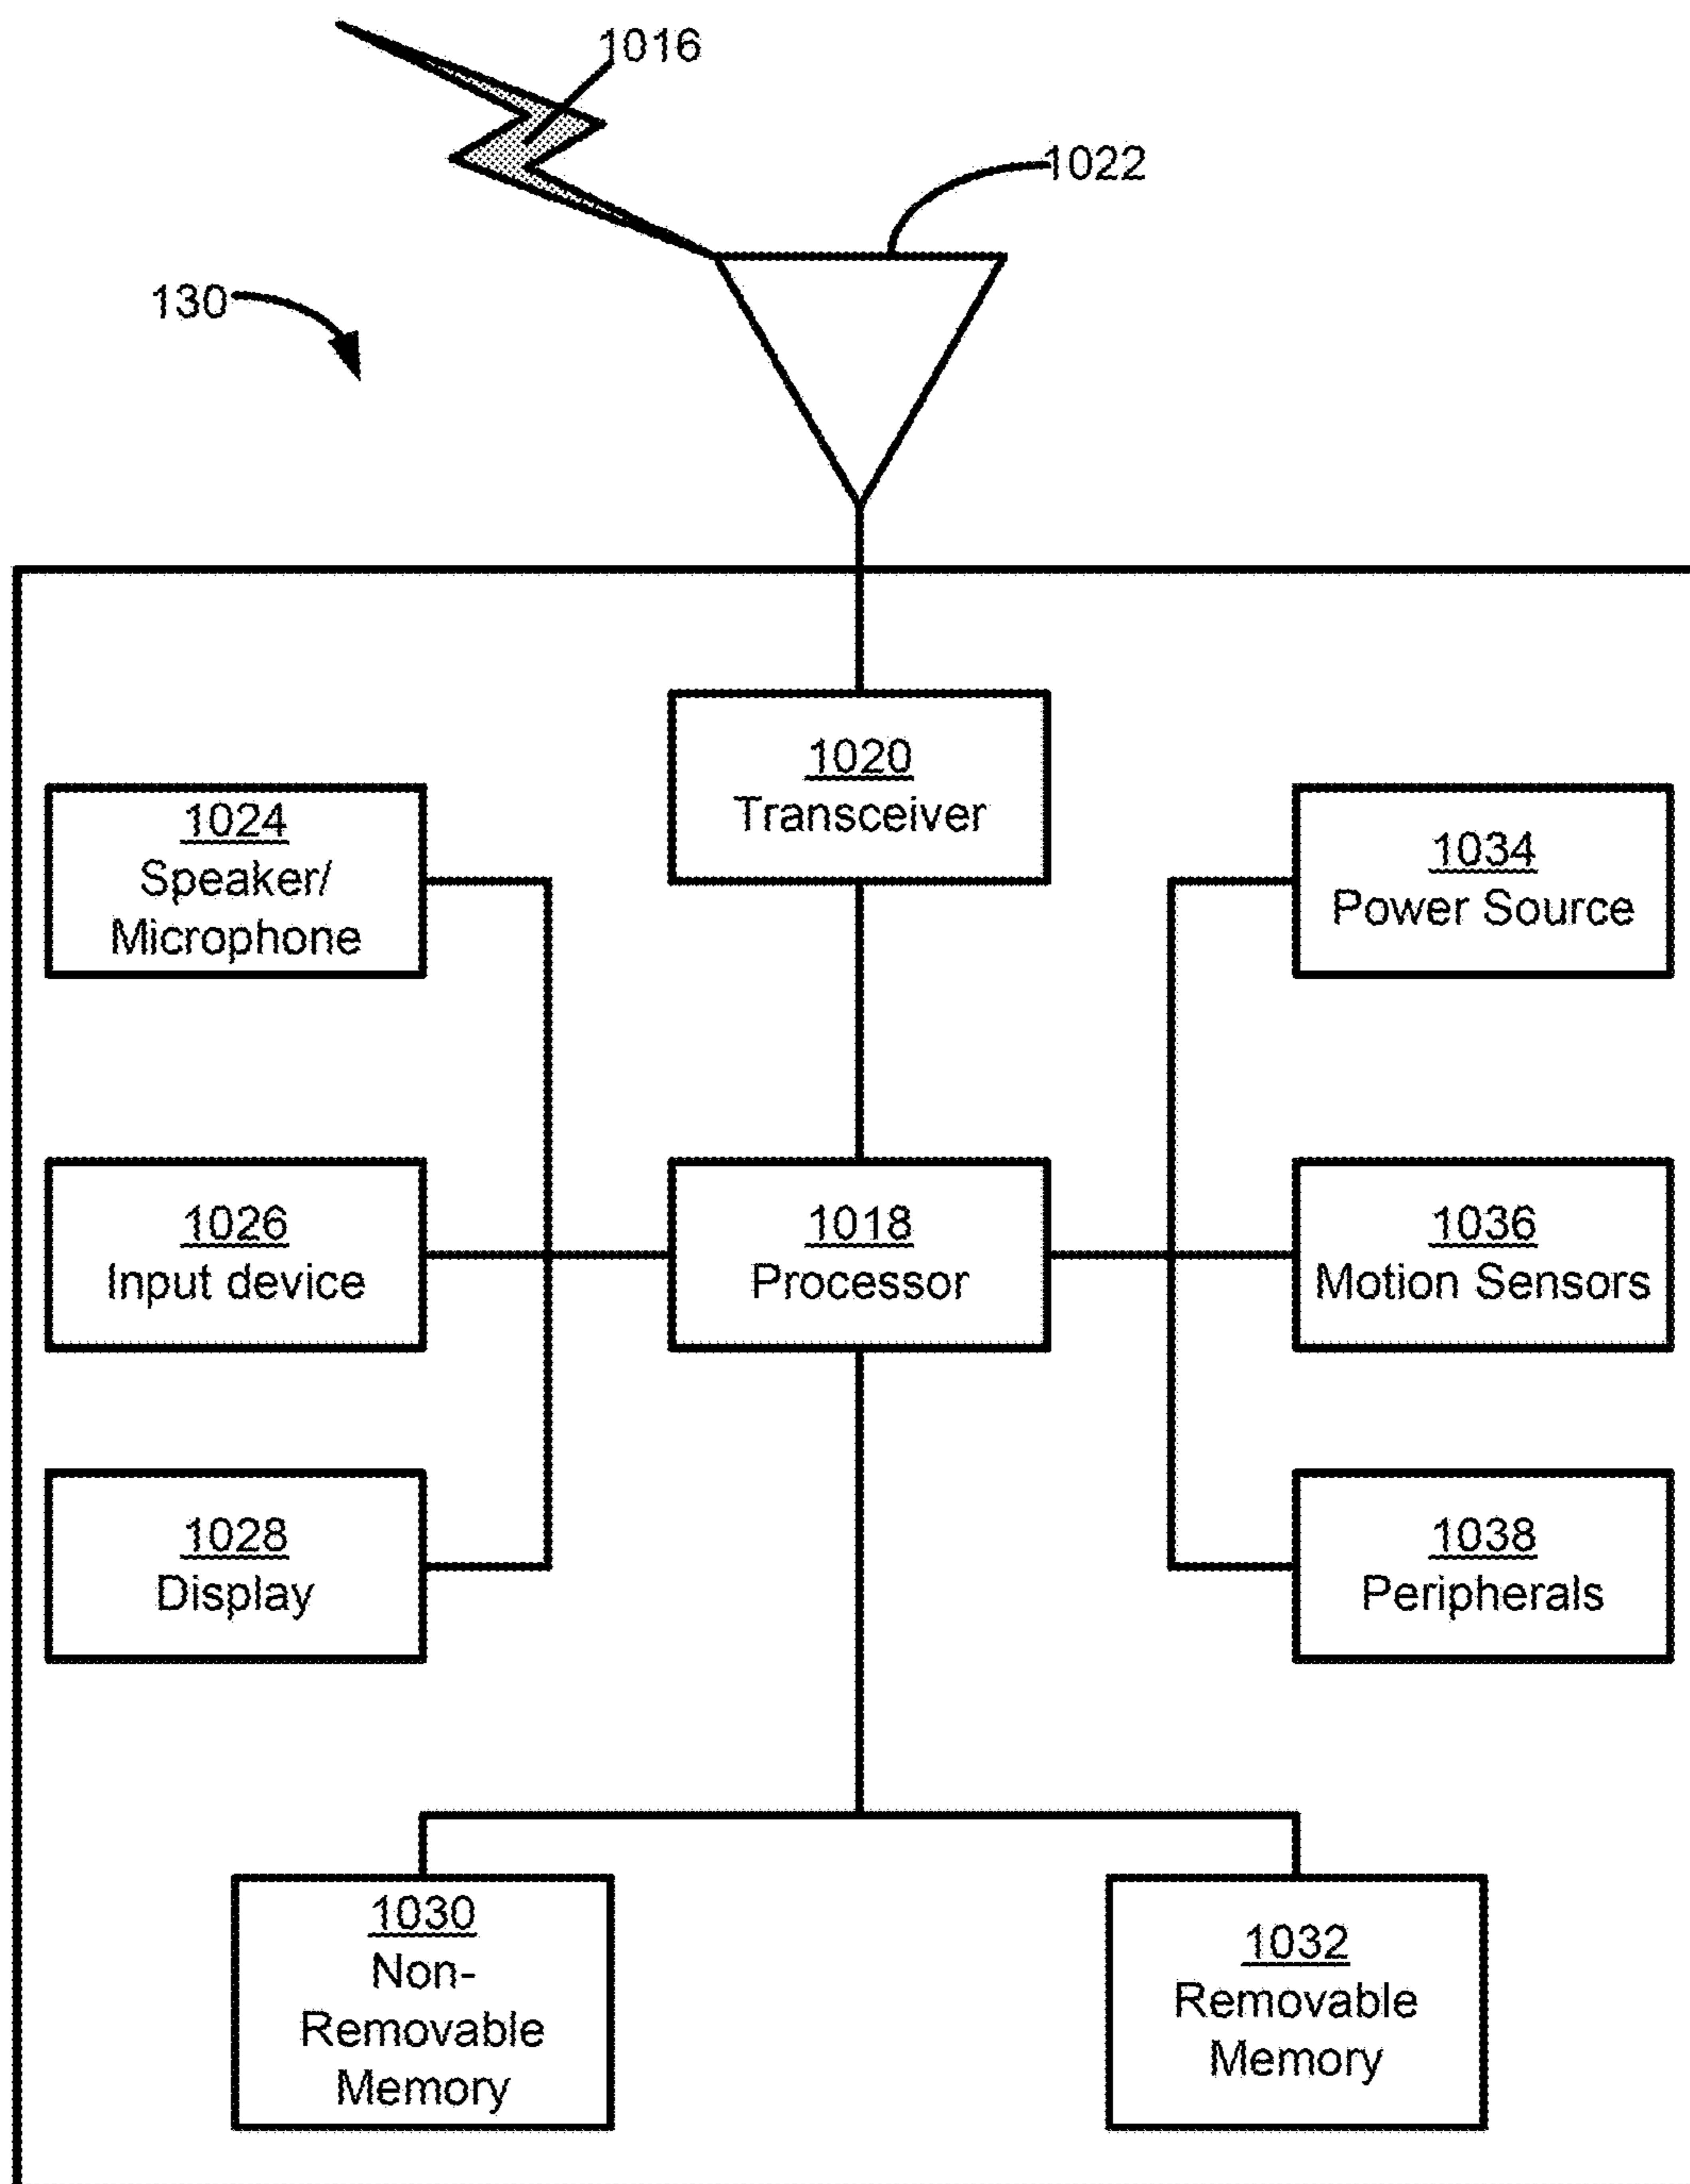 1016
1022
130
1020
Transceiver
1024
Speaker/
Microphone
1034
Power Source
1026
Input device
1018
Processor
1036
Motion Sensors
1028
Display
1038
Peripherals
1030
Non-
Removable
Memory
1032
Removable
Memory